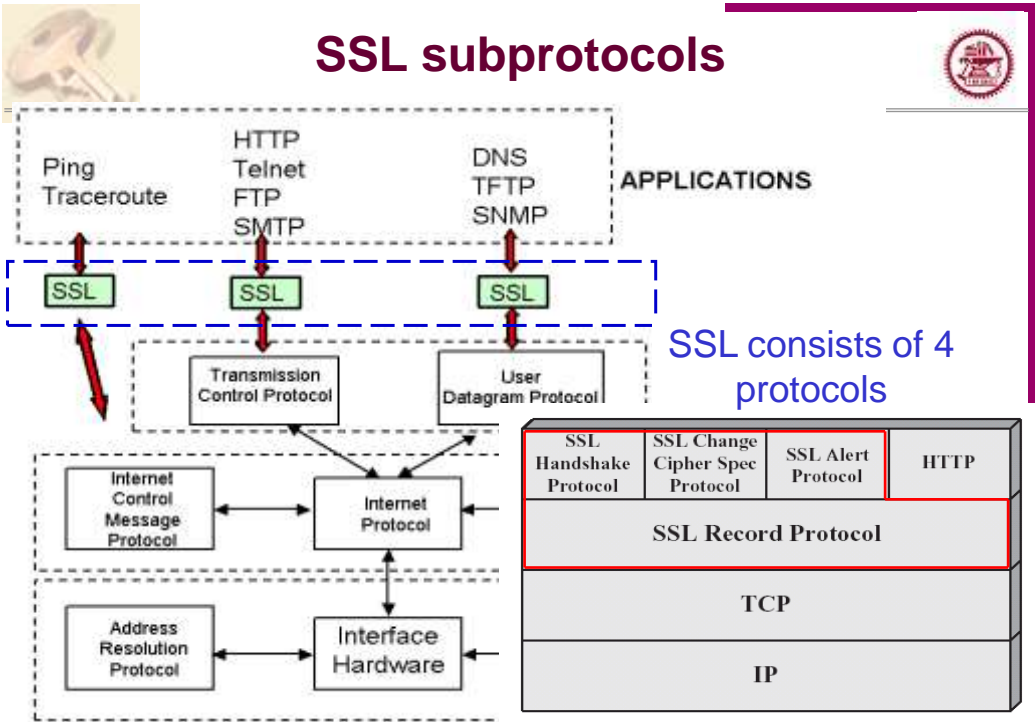 SSL subprotocols
Ping
Traceroute
HTTP
Telnet
FTP
SMTP
DNS
TFTP
SNMP
APPLICATIONS
SSL
SSL
SSL
Transmission
Control Protocol
User
Datagram Protocol
SSL consists of 4
protocols
Internet
Control
Message
Protocol
Internet
Protocol
Address
Resolution
Protocol
Interface
Hardware
SSL
Handshake
Protocol
SSL Change
Cipher Spec
Protocol
SSL Alert
Protocol
HTTP
SSL Record Protocol
TCP
IP